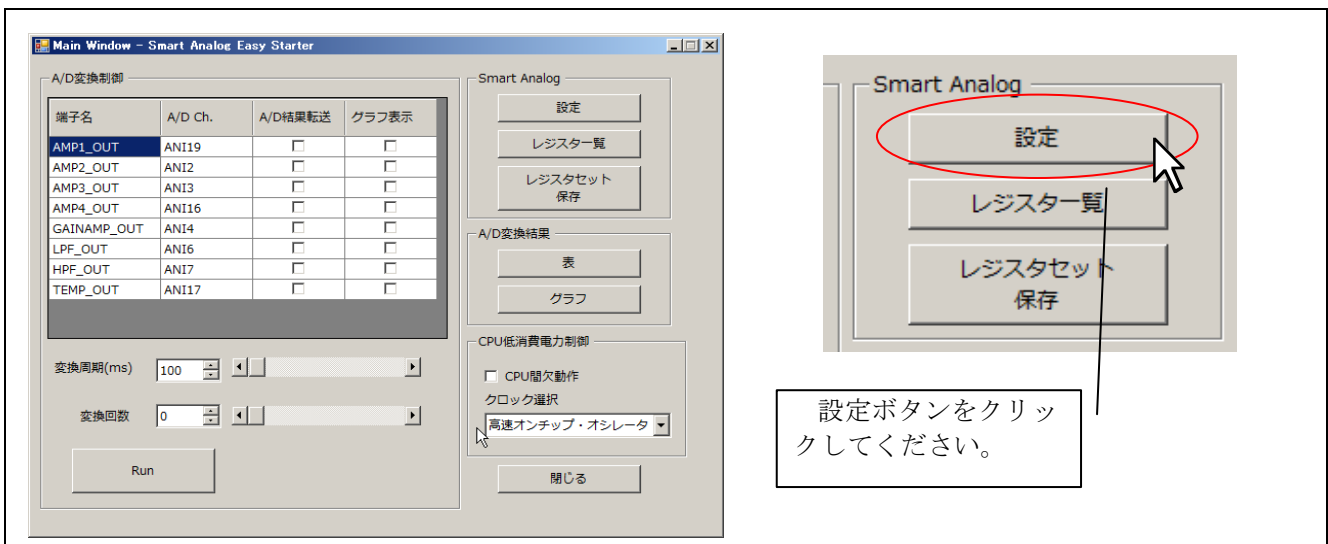 Main Window – Smart Analog Easy Starter
A/D変換制御
端子名 A/D Ch. A/D結果転送 グラフ表示
AMP1_OUT ANI19
AMP2_OUT ANI2
AMP3_OUT ANI3
AMP4_OUT ANI16
GAINAMP_OUT ANI4
LPF_OUT ANI6
HPF_OUT ANI7
TEMP_OUT ANI17
変換周期(ms) 100
変換回数 0
Run
Smart Analog
設定
レジスタ一覧
レジスタセット
保存
A/D変換結果
表
グラフ
CPU低消費電力制御
CPU間欠動作
クロック選択
高速オンチップ・オシレータ
閉じる
Smart Analog
設定
レジスタ一覧
レジスタセット
保存
設定ボタンをクリッ
クしてください。